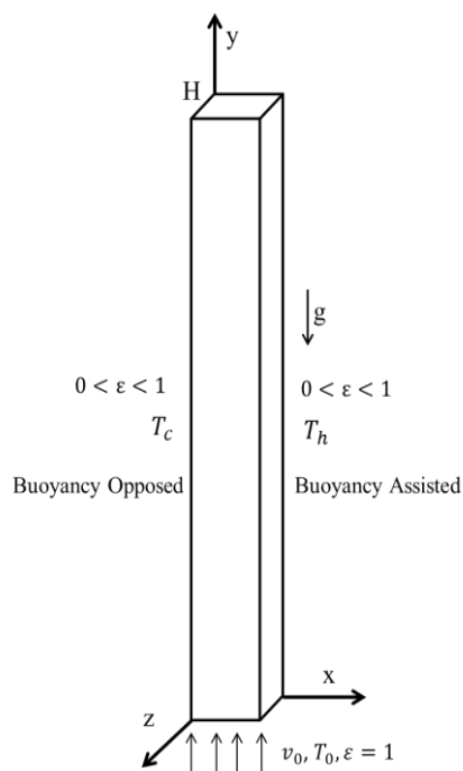 y
H
g
0 < ε < 1
0 < ε < 1
T_c
T_h
Buoyancy Opposed
Buoyancy Assisted
x
z
v_0, T_0, ε = 1